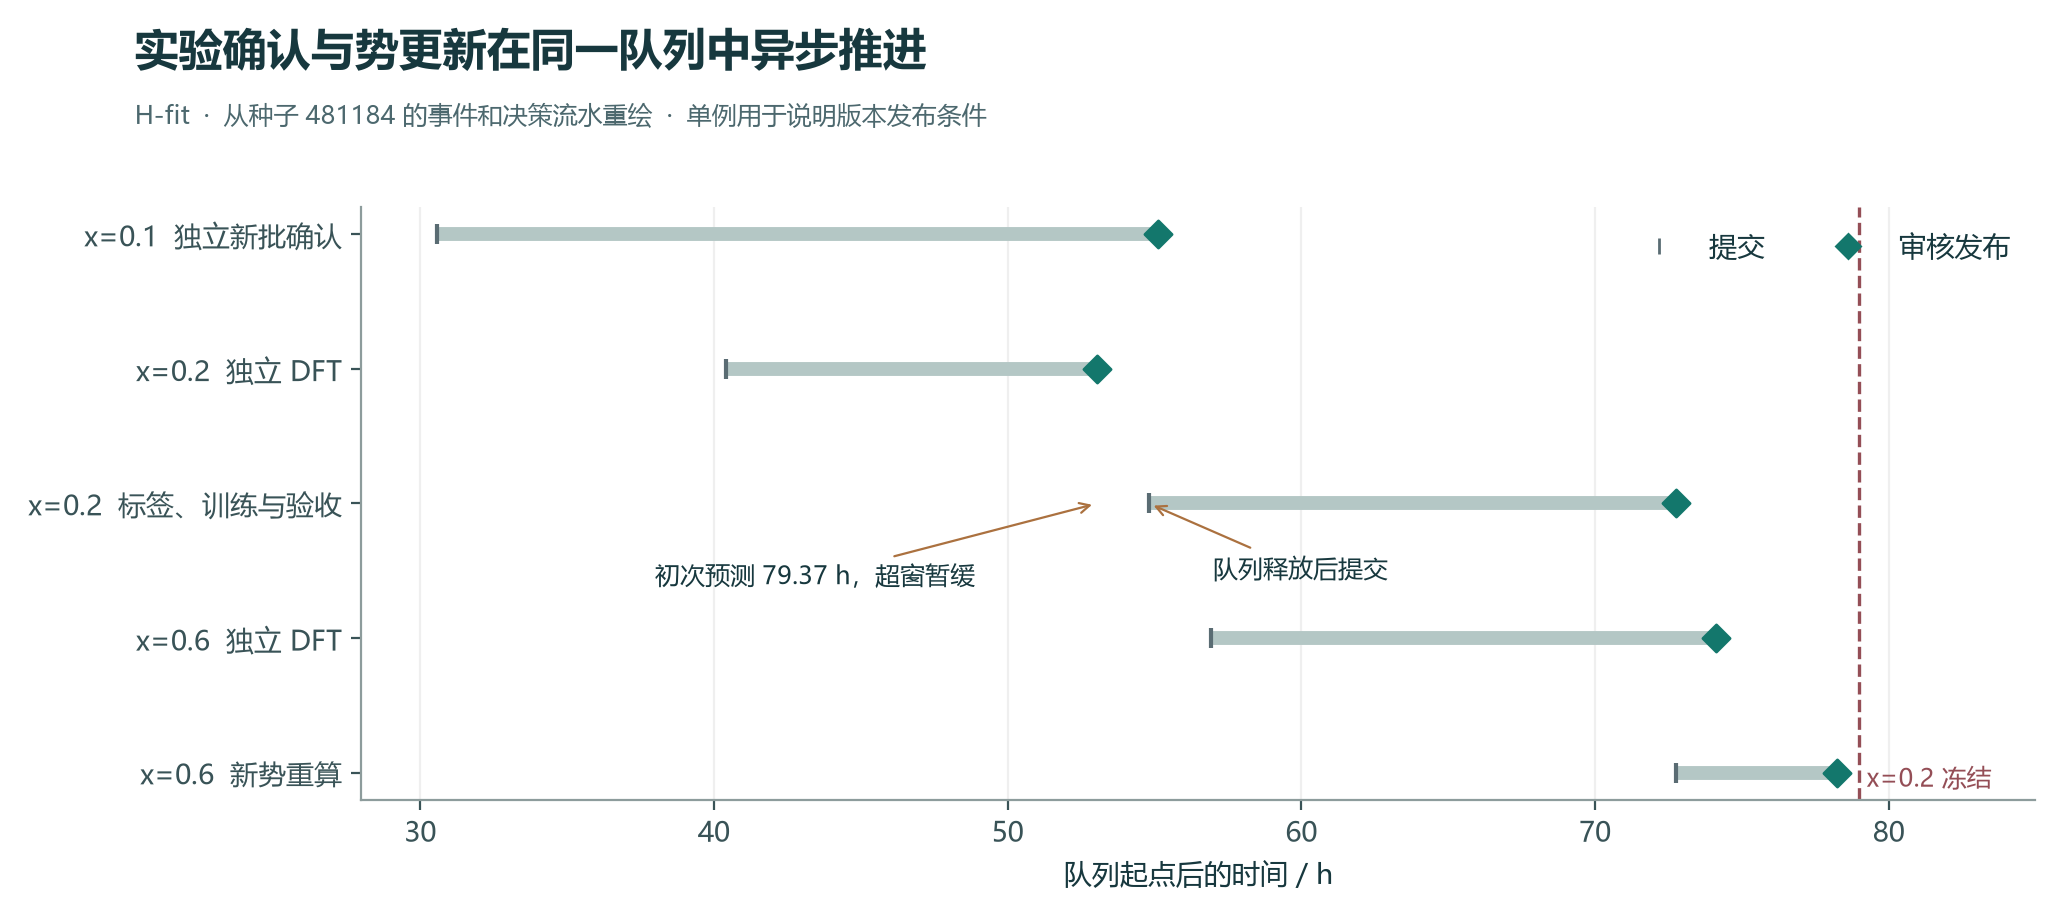 实验确认与势更新在同一队列中异步推进
H-fit · 从种子 481184 的事件和决策流水重绘 · 单例用于说明版本发布条件
x=0.1 独立新批确认
提交
审核发布
x=0.2 独立 DFT
x=0.2 标签、训练与验收
初次预测 79.37 h，超窗暂缓
队列释放后提交
x=0.6 独立 DFT
x=0.6 新势重算
x=0.2 冻结
30 40 50 60 70 80
队列起点后的时间 / h